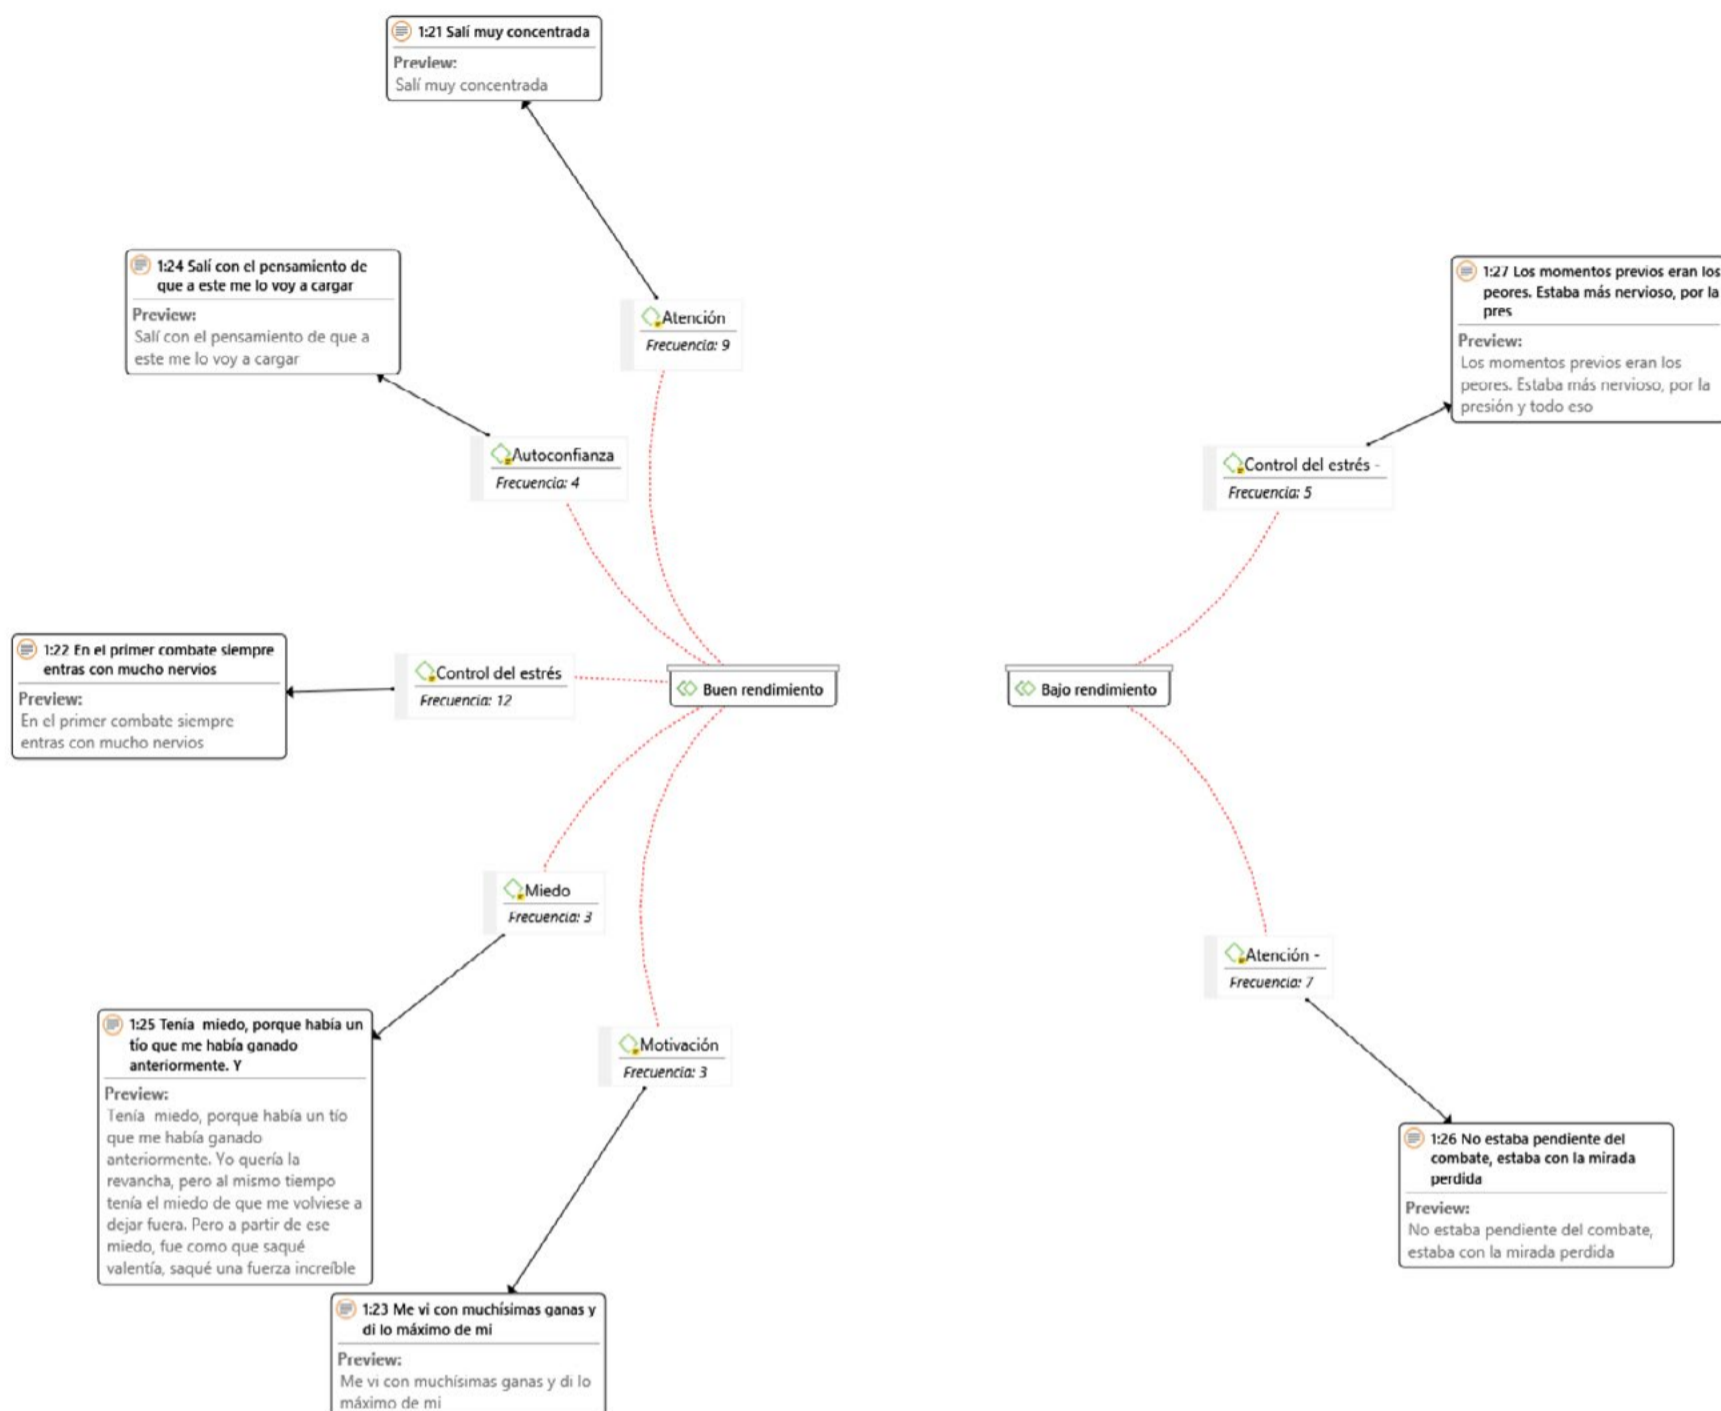 1:21 Salí muy concentrada
Preview:
Salí muy concentrada
1:24 Salí con el pensamiento de
que a este me lo voy a cargar
Preview:
Salí con el pensamiento de que a
este me lo voy a cargar
Atención
Frecuencia: 9
Autoconfianza
Frecuencia: 4
1:22 En el primer combate siempre
entras con mucho nervios
Preview:
En el primer combate siempre
entras con mucho nervios
Control del estrés
Frecuencia: 12
Buen rendimiento
Miedo
Frecuencia: 3
1:25 Tenía  miedo, porque había un
tío que me había ganado
anteriormente. Y
Preview:
Tenía  miedo, porque había un tío
que me había ganado
anteriormente. Yo quería la
revancha, pero al mismo tiempo
tenía el miedo de que me volviese a
dejar fuera. Pero a partir de ese
miedo, fue como que saqué
valentía, saqué una fuerza increíble
Motivación
Frecuencia: 3
1:23 Me vi con muchísimas ganas y
di lo máximo de mi
Preview:
Me vi con muchísimas ganas y di lo
máximo de mi
1:27 Los momentos previos eran los
peores. Estaba más nervioso, por la
pres
Preview:
Los momentos previos eran los
peores. Estaba más nervioso, por la
presión y todo eso
Control del estrés -
Frecuencia: 5
Bajo rendimiento
Atención -
Frecuencia: 7
1:26 No estaba pendiente del
combate, estaba con la mirada
perdida
Preview:
No estaba pendiente del combate,
estaba con la mirada perdida